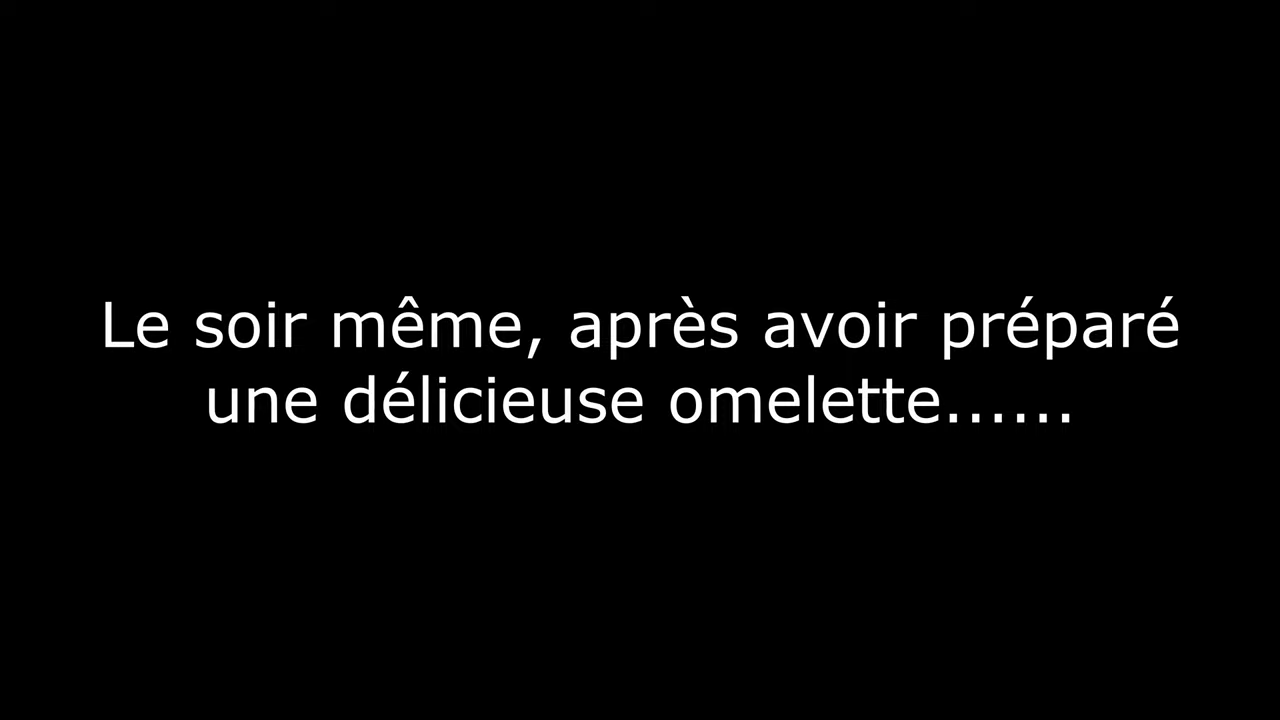 Le soir même, après avoir préparé
une délicieuse omelette......